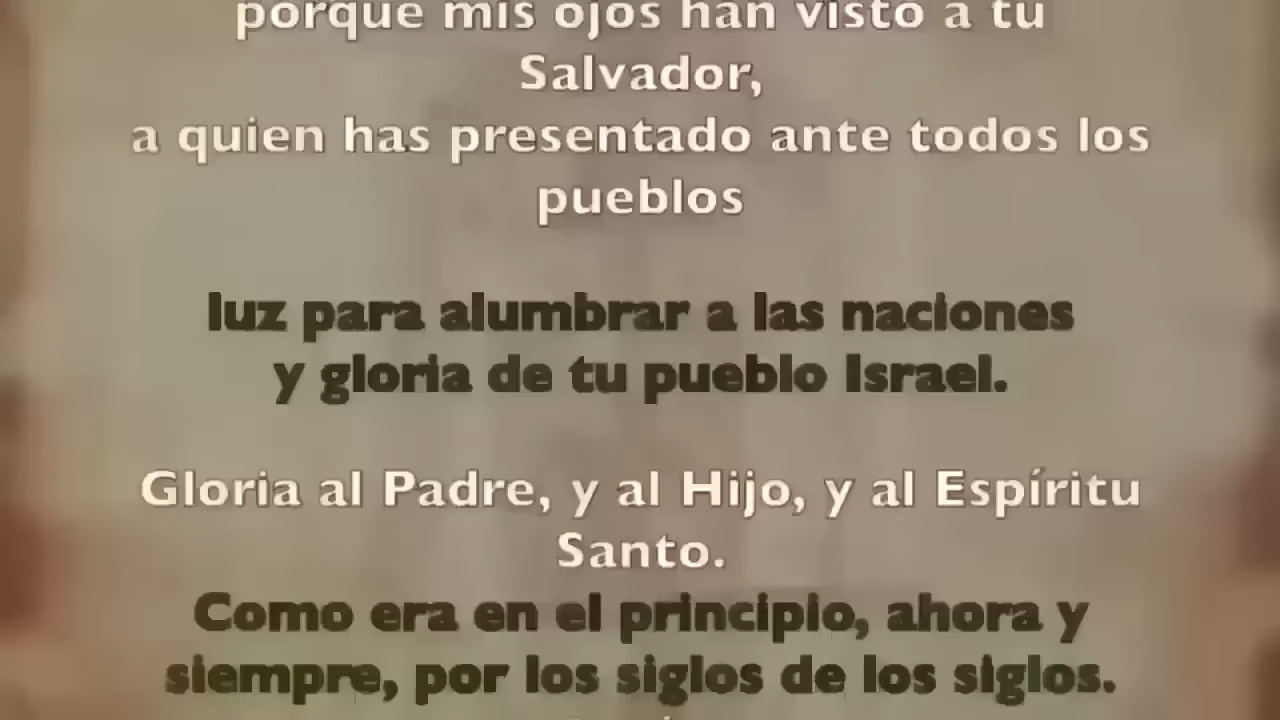 porque mis ojos han visto a tu
Salvador,
a quien has presentado ante todos los
pueblos
luz para alumbrar a las naciones
y gloria de tu pueblo Israel.
Gloria al Padre, y al Hijo, y al Espíritu
Santo.
Como era en el principio, ahora y
siempre, por los siglos de los siglos.